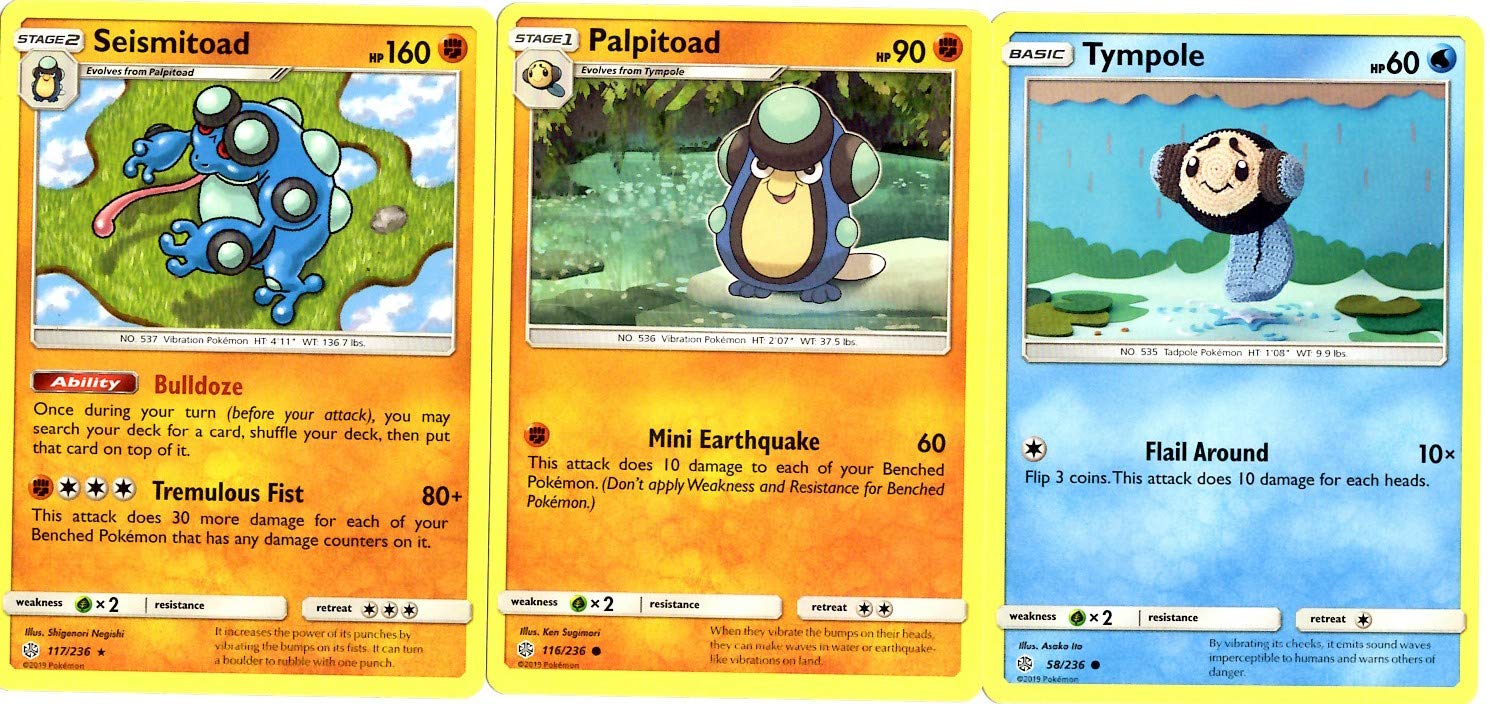 STAGE2 Seismitoad HP160
Evolves from Palpitoad
NO. 537 Vibration Pokémon HT: 4'11" WT: 136.7 lbs.
Ability Bulldoze
Once during your turn (before your attack), you may
search your deck for a card, shuffle your deck, then put
that card on top of it.
Tremulous Fist 80+
This attack does 30 more damage for each of your
Benched Pokémon that has any damage counters on it.
weakness ×2 resistance retreat
Illus. Shigenori Negishi
117/236 ★
©2019 Pokémon
It increases the power of its punches by
vibrating the bumps on its fists. It can turn
a boulder to rubble with one punch.
STAGE1 Palpitoad HP90
Evolves from Tympole
NO. 536 Vibration Pokémon HT: 2'07" WT: 37.5 lbs.
Mini Earthquake 60
This attack does 10 damage to each of your Benched
Pokémon. (Don't apply Weakness and Resistance for Benched
Pokémon.)
weakness ×2 resistance retreat
Illus. Ken Sugimori
116/236 ●
©2019 Pokémon
When they vibrate the bumps on their heads,
they can make waves in water or earthquake-
like vibrations on land.
BASIC Tympole HP60
NO. 535 Tadpole Pokémon HT: 1'08" WT: 9.9 lbs.
Flail Around 10×
Flip 3 coins. This attack does 10 damage for each heads.
weakness ×2 resistance retreat
Illus. Asako Ito
58/236 ●
©2019 Pokémon
By vibrating its cheeks, it emits sound waves
imperceptible to humans and warns others of
danger.